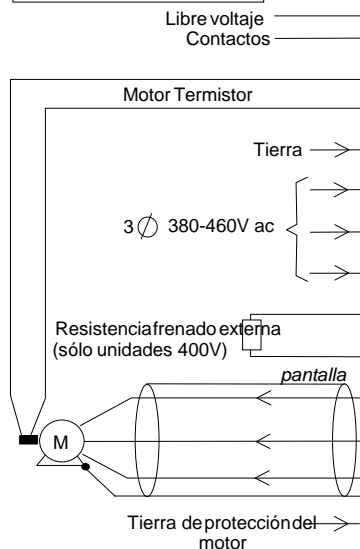 Libre voltaje
Contactos
Motor Termistor
Tierra
3 ∅ 380-460V ac
Resistencia frenado externa
(sólo unidades 400V)
pantalla
M
Tierra de protección del
motor